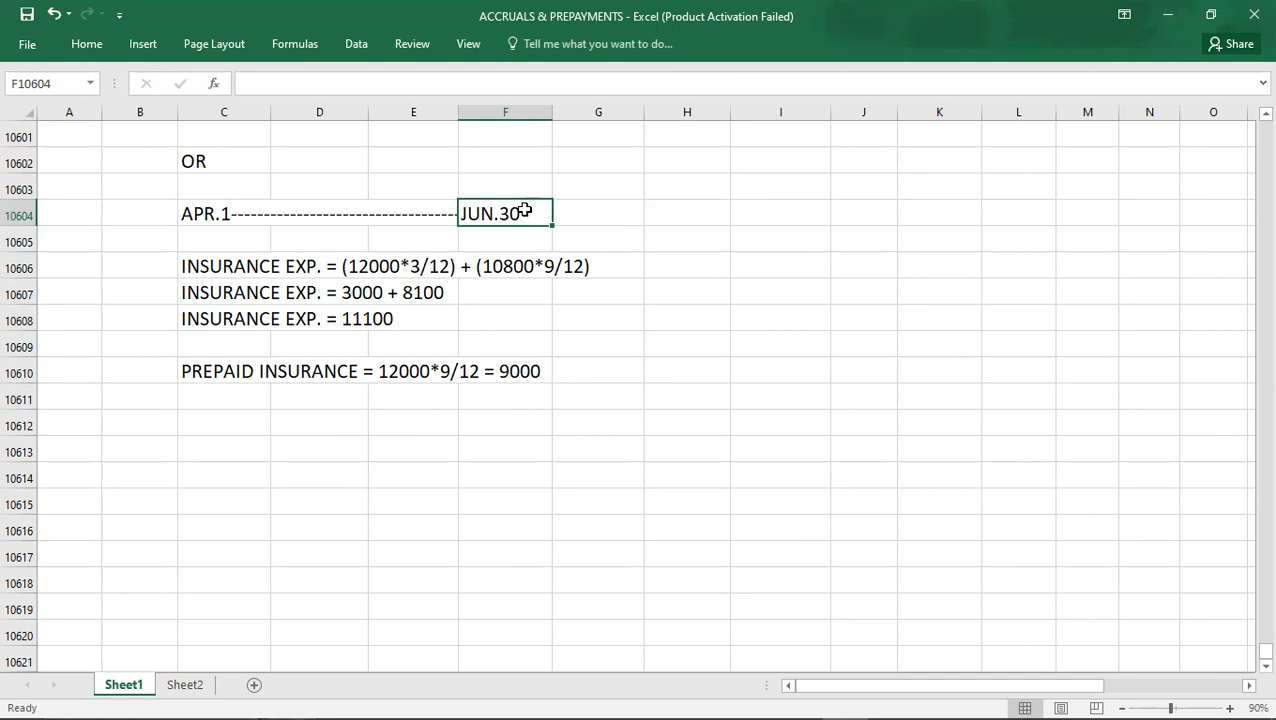 ACCRUALS & PREPAYMENTS - Excel (Product Activation Failed)
File Home Insert Page Layout Formulas Data Review View Tell me what you want to do... Share
F10604 fx
A B C D E F G H I J K L M N O
10601
10602 OR
10603
10604 APR.1----------------------------------JUN.30
10605
10606 INSURANCE EXP. = (12000*3/12) + (10800*9/12)
10607 INSURANCE EXP. = 3000 + 8100
10608 INSURANCE EXP. = 11100
10609
10610 PREPAID INSURANCE = 12000*9/12 = 9000
10611
10612
10613
10614
10615
10616
10617
10618
10619
10620
10621
Sheet1 Sheet2
Ready 90%